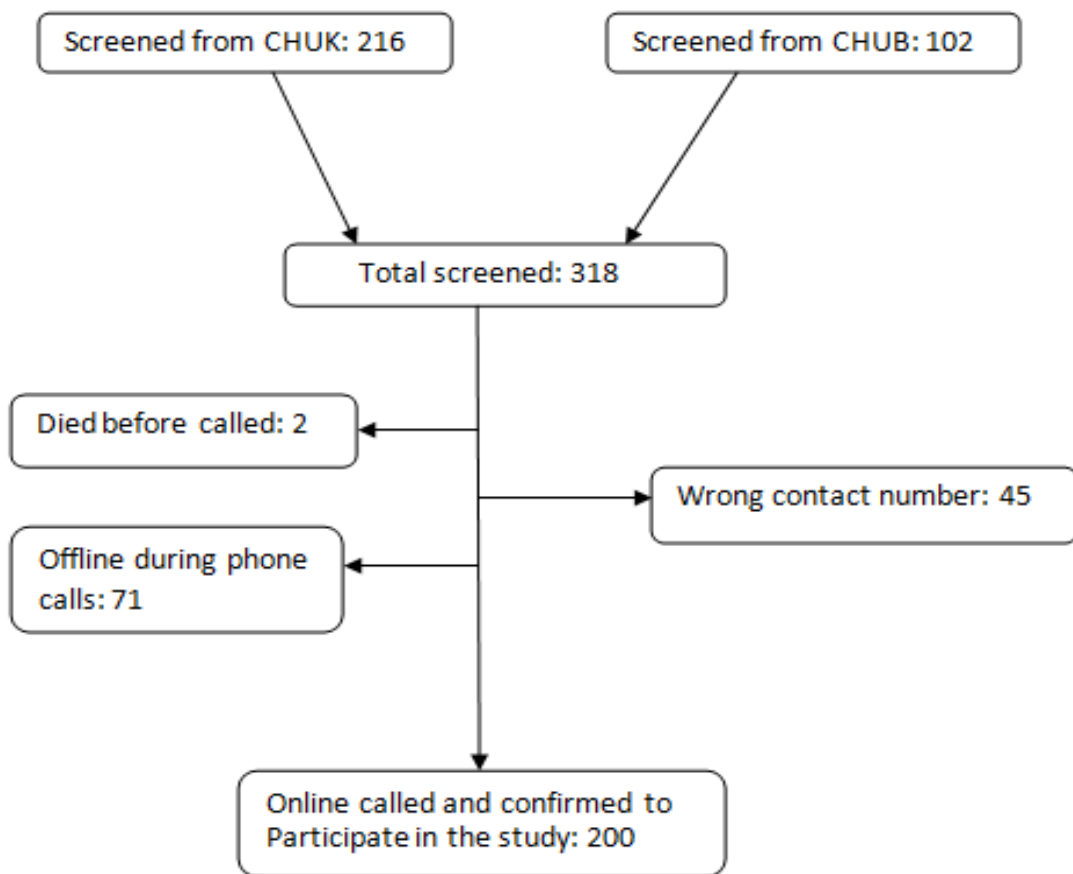 Screened from CHUK: 216
Screened from CHUB: 102
Total screened: 318
Died before called: 2
Wrong contact number: 45
Offline during phone
calls: 71
Online called and confirmed to
Participate in the study: 200